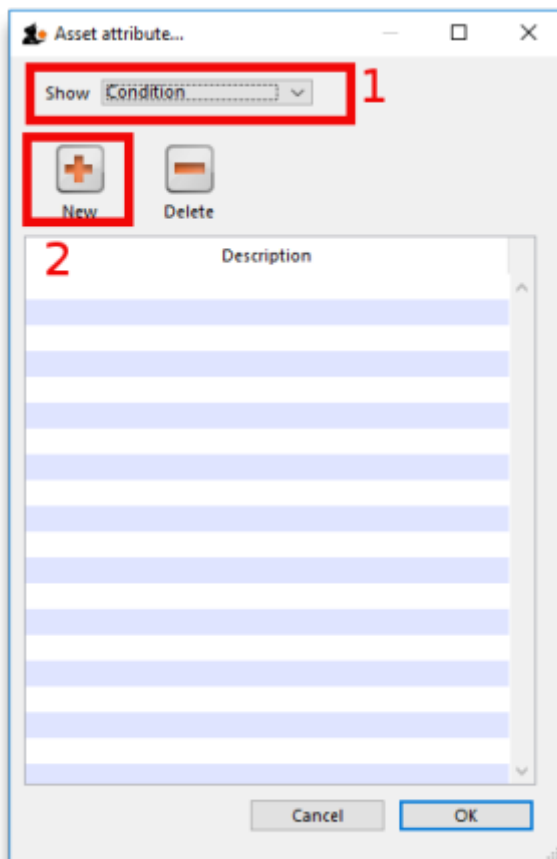 Asset attribute...
Show Condition 1
New Delete
2 Description
Cancel OK